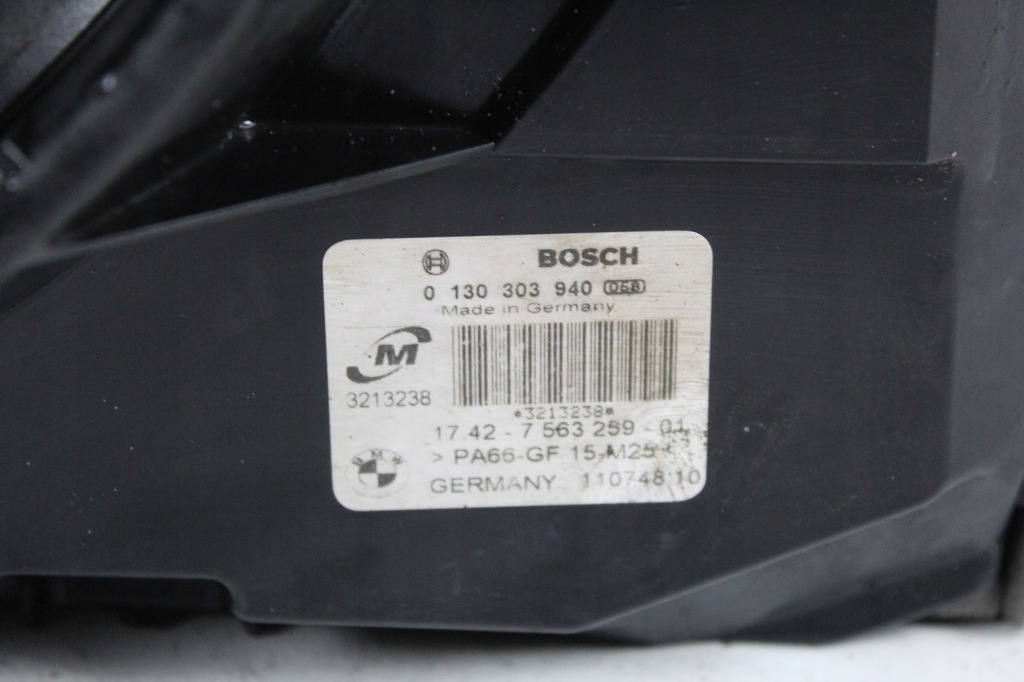 BOSCH
0 130 303 940 058
Made in Germany
M
3213238
*3213238*
17.42 - 7 563 259 - 01
BMW
> PA66-GF 15-M25 <
GERMANY 110748 10